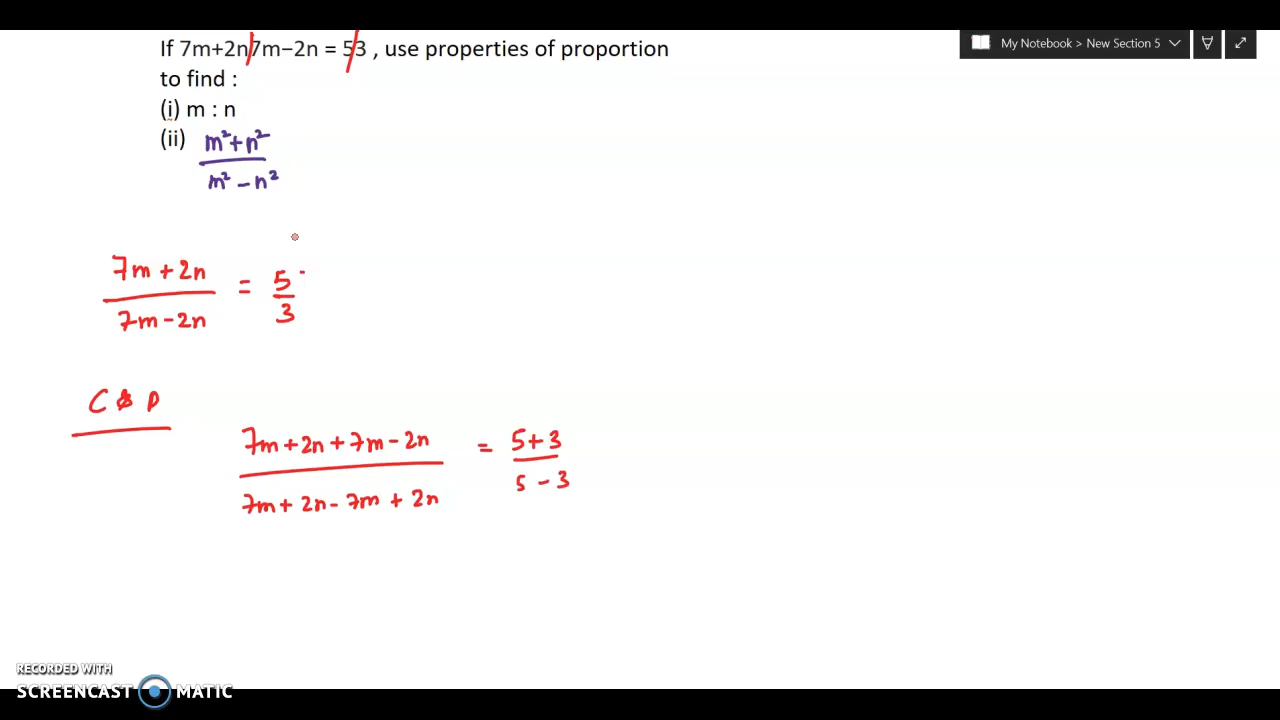 If 7m+2n/7m−2n = 5/3 , use properties of proportion
My Notebook > New Section 5
to find :
(i) m : n
(ii) m²+n²
m² − n²
7m + 2n = 5
7m − 2n 3
C & D
7m + 2n + 7m − 2n = 5 + 3
7m + 2n − 7m + 2n 5 − 3
RECORDED WITH
SCREENCAST MATIC